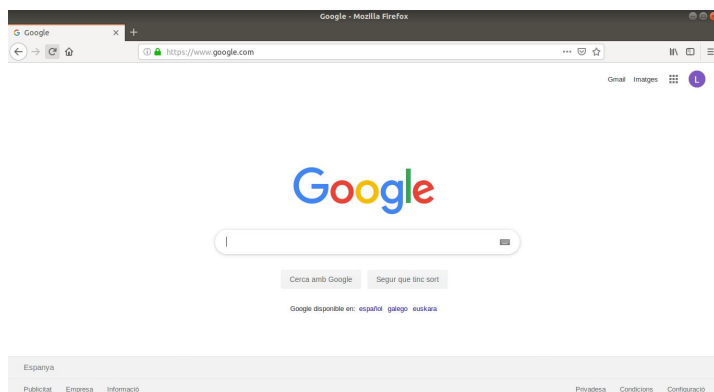 Google - Mozilla Firefox
G Google
https://www.google.com
Gmail Imatges L
Google
Cerca amb Google Segur que tinc sort
Google disponible en: español galego euskara
Espanya
Publicitat Empresa Informació Privadesa Condicions Configuració